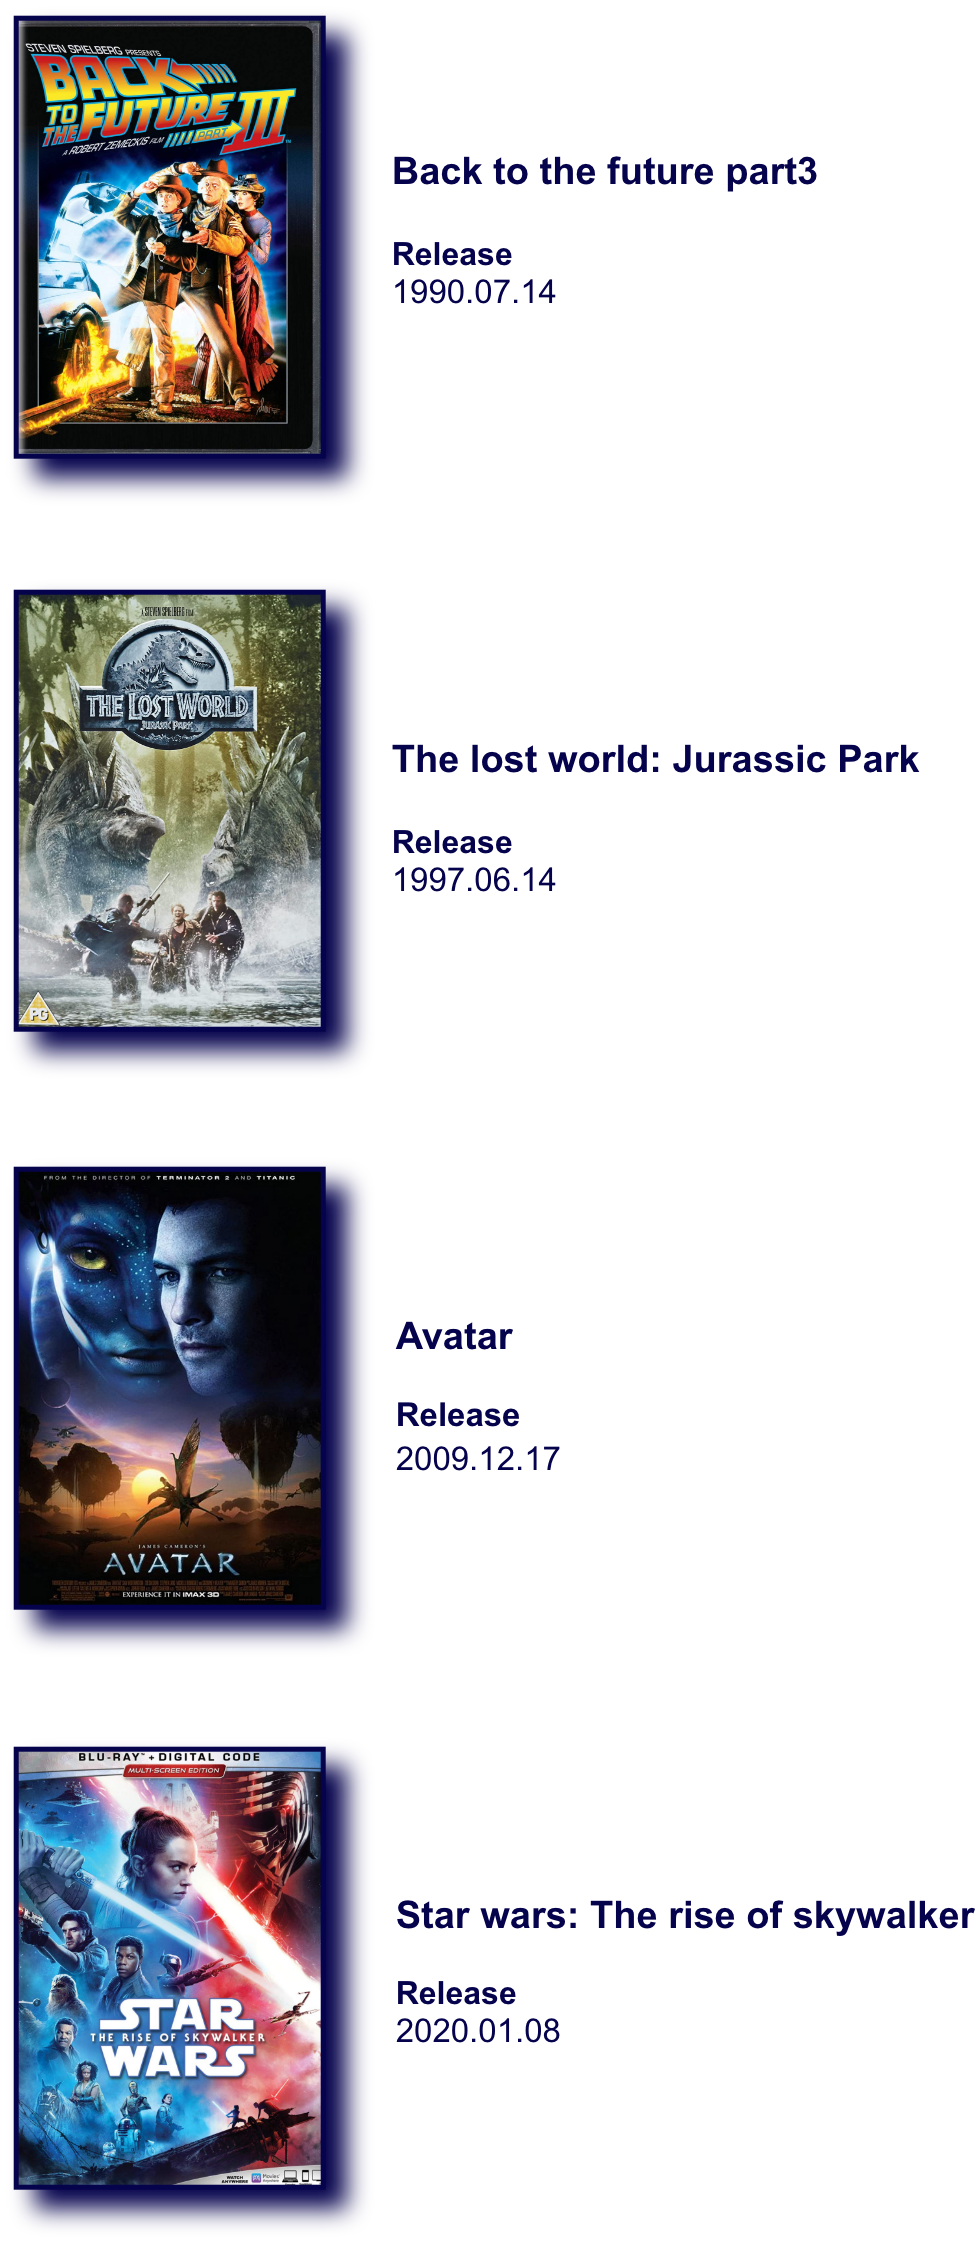 STEVEN SPIELBERG PRESENTS
BACK
TO THE FUTURE
PART III
A ROBERT ZEMECKIS FILM
Back to the future part3
Release
1990.07.14
A STEVEN SPIELBERG FILM
THE LOST WORLD
JURASSIC PARK
PG
The lost world: Jurassic Park
Release
1997.06.14
FROM THE DIRECTOR OF TERMINATOR 2 AND TITANIC
JAMES CAMERON'S
AVATAR
EXPERIENCE IT IN IMAX 3D
Avatar
Release
2009.12.17
BLU-RAY™ + DIGITAL CODE
MULTI-SCREEN EDITION
STAR
THE RISE OF SKYWALKER
WARS
WATCH
ANYWHERE
Movies
Anywhere
Star wars: The rise of skywalker
Release
2020.01.08